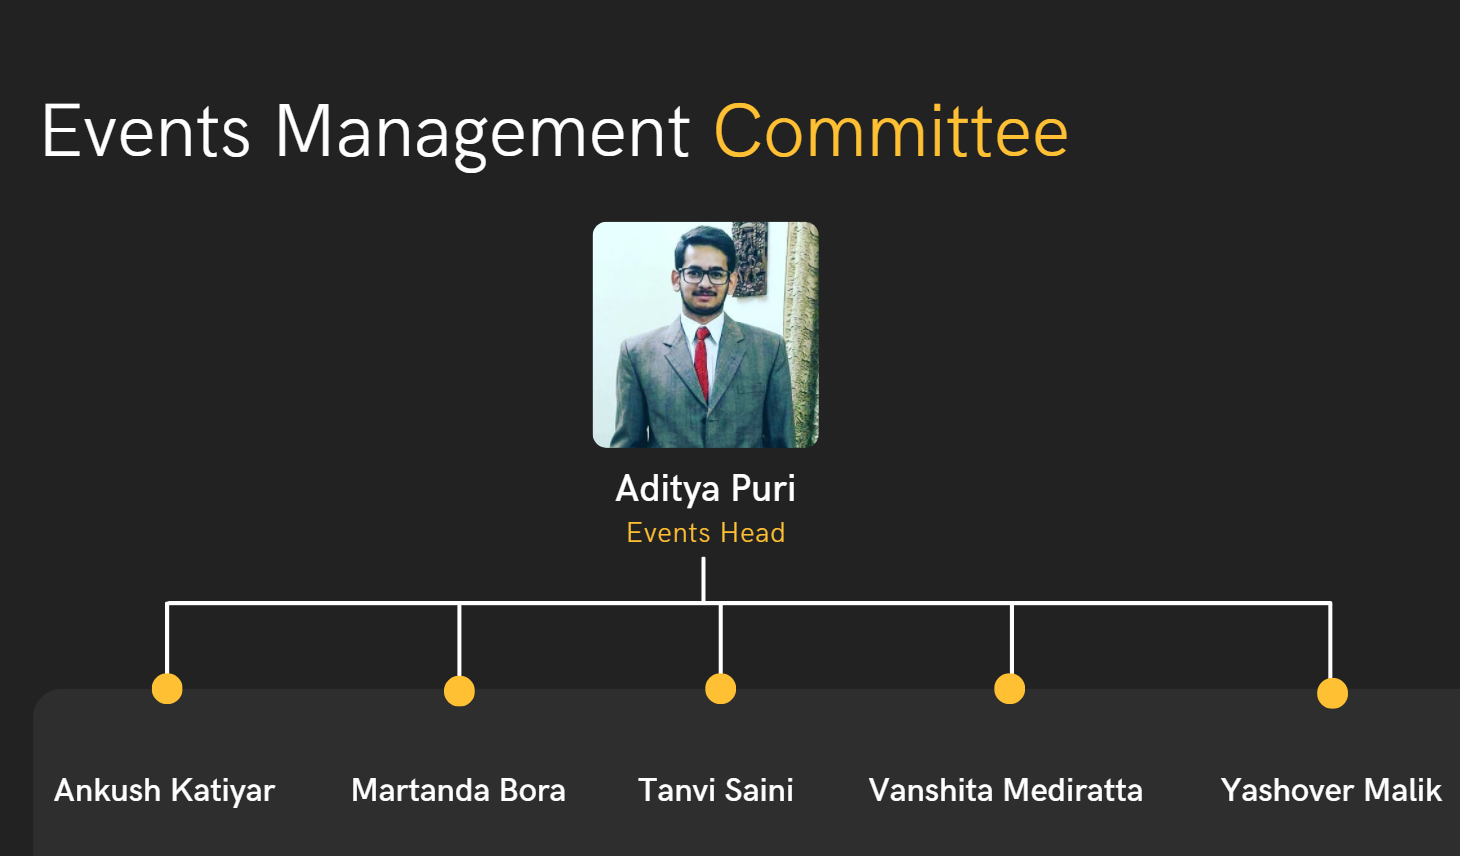 Events Management Committee
Aditya Puri
Events Head
Ankush Katiyar Martanda Bora Tanvi Saini Vanshita Mediratta Yashover Malik